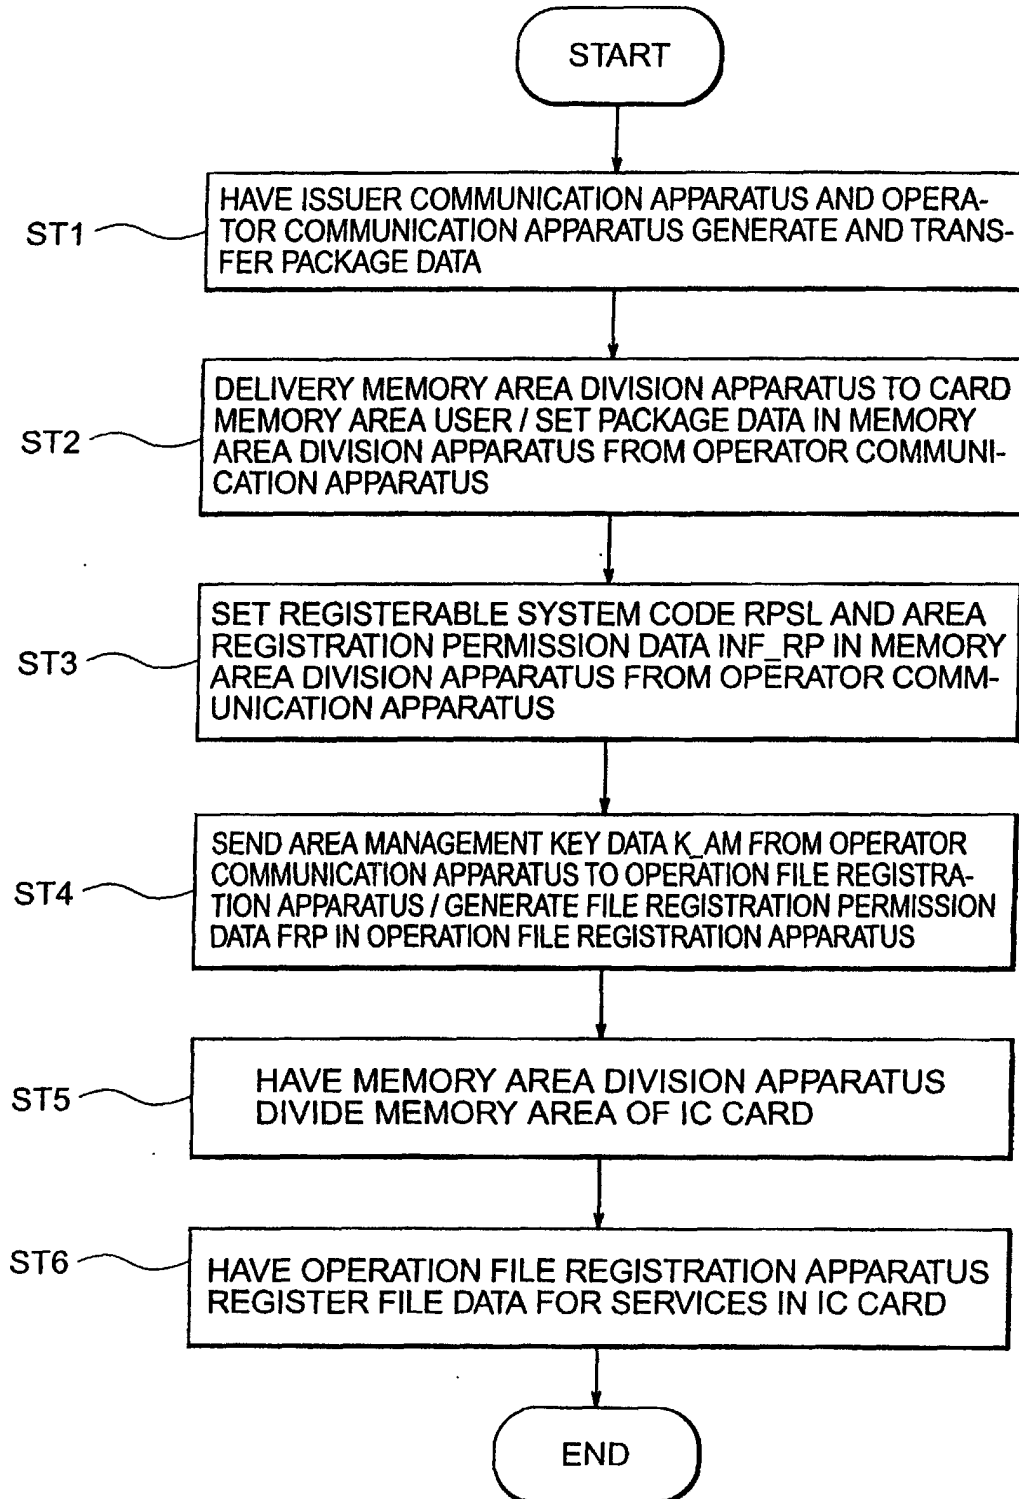 START
ST1
HAVE ISSUER COMMUNICATION APPARATUS AND OPERA-
TOR COMMUNICATION APPARATUS GENERATE AND TRANS-
FER PACKAGE DATA
ST2
DELIVERY MEMORY AREA DIVISION APPARATUS TO CARD
MEMORY AREA USER / SET PACKAGE DATA IN MEMORY
AREA DIVISION APPARATUS FROM OPERATOR COMMUNI-
CATION APPARATUS
ST3
SET REGISTERABLE SYSTEM CODE RPSL AND AREA
REGISTRATION PERMISSION DATA INF_RP IN MEMORY
AREA DIVISION APPARATUS FROM OPERATOR COMM-
UNICATION APPARATUS
ST4
SEND AREA MANAGEMENT KEY DATA K_AM FROM OPERATOR
COMMUNICATION APPARATUS TO OPERATION FILE REGISTRA-
TION APPARATUS / GENERATE FILE REGISTRATION PERMISSION
DATA FRP IN OPERATION FILE REGISTRATION APPARATUS
ST5
HAVE MEMORY AREA DIVISION APPARATUS
DIVIDE MEMORY AREA OF IC CARD
ST6
HAVE OPERATION FILE REGISTRATION APPARATUS
REGISTER FILE DATA FOR SERVICES IN IC CARD
END